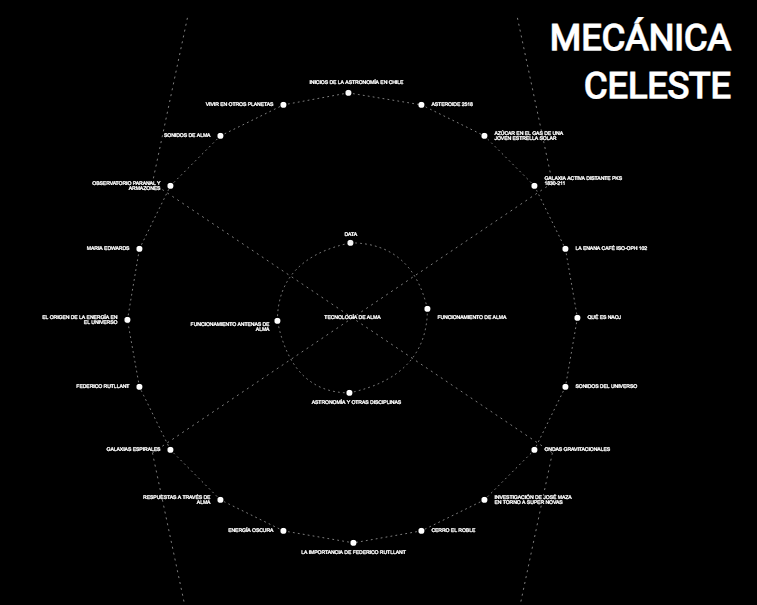 MECÁNICA
CELESTE
INICIOS DE LA ASTRONOMÍA EN CHILE
VIVIR EN OTROS PLANETAS
ASTEROIDE 2518
SONIDOS DE ALMA
AZÚCAR EN EL GAS DE UNA
JOVEN ESTRELLA SOLAR
OBSERVATORIO PARANAL Y
ARMAZONES
GALAXIA ACTIVA DISTANTE PKS
1830-211
MARIA EDWARDS
LA ENANA CAFÉ ISO-OPH 102
DATA
EL ORIGEN DE LA ENERGÍA EN
EL UNIVERSO
FUNCIONAMIENTO ANTENAS DE
ALMA
TECNOLOGÍA DE ALMA
FUNCIONAMIENTO DE ALMA
QUÉ ES NAOJ
FEDERICO RUTLLANT
SONIDOS DEL UNIVERSO
ASTRONOMÍA Y OTRAS DISCIPLINAS
GALAXIAS ESPIRALES
ONDAS GRAVITACIONALES
RESPUESTAS A TRAVÉS DE
ALMA
INVESTIGACIÓN DE JOSÉ MAZA
EN TORNO A SUPER NOVAS
ENERGÍA OSCURA
CERRO EL ROBLE
LA IMPORTANCIA DE FEDERICO RUTLLANT